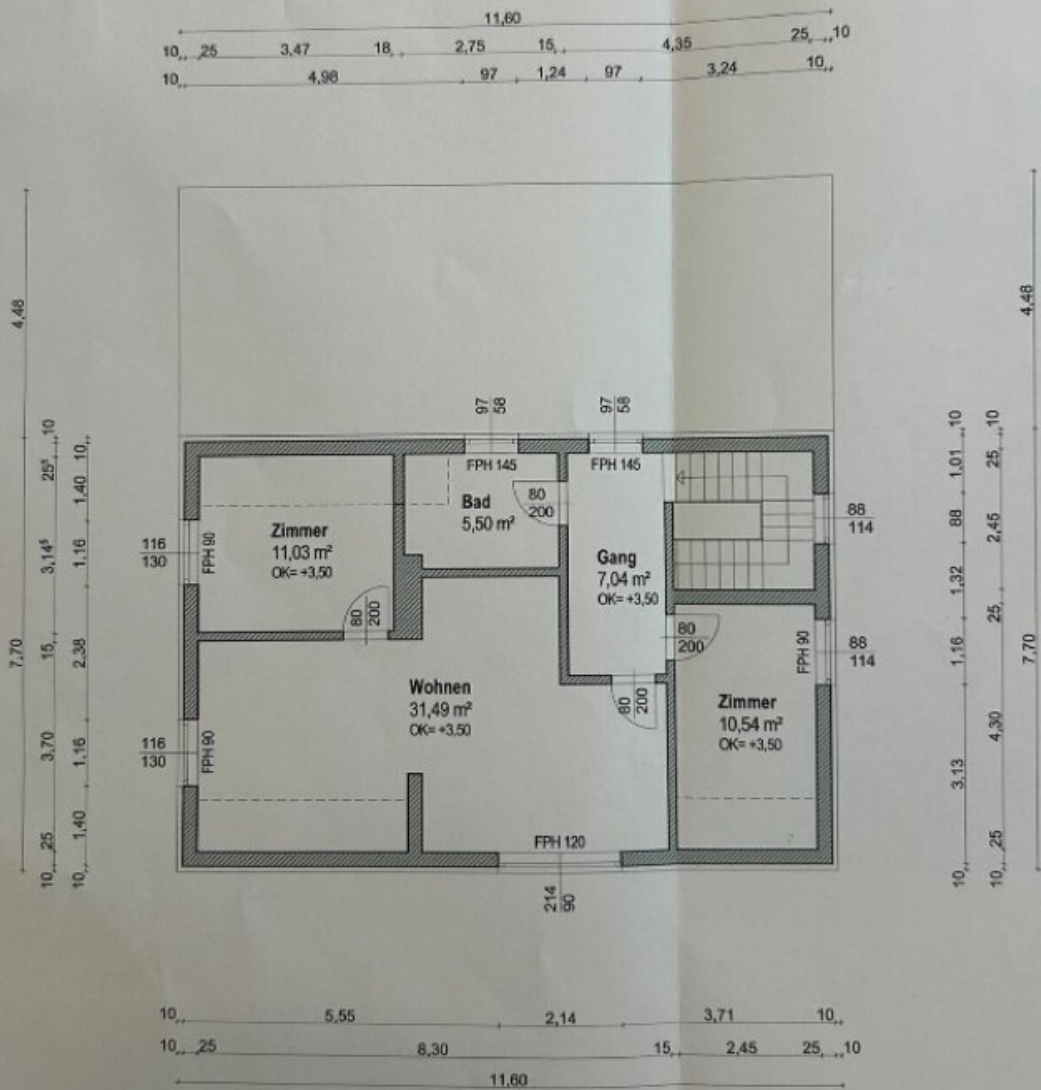 11,60
10 25 3,47 18 2,75 15 4,35 25 10
10 4,98 97 1,24 97 3,24 10
4,48
4,48
97
58
97
58
FPH 145
FPH 145
Bad
5,50 m²
80
200
Zimmer
11,03 m²
OK= +3,50
116
130
FPH 90
80
200
Gang
7,04 m²
OK= +3,50
88
114
80
200
FPH 90
88
114
Wohnen
31,49 m²
OK= +3,50
80
200
Zimmer
10,54 m²
OK= +3,50
116
130
FPH 90
FPH 120
214
90
7,70
10 25 3,70 15 3,14⁵ 25⁵ 10
10 1,40 1,16 2,38 1,16 1,40 10
10 3,13 1,16 1,32 88 1,01 10
10 25 4,30 25 2,45 25 10
7,70
10 5,55 2,14 3,71 10
10 25 8,30 15 2,45 25 10
11,60